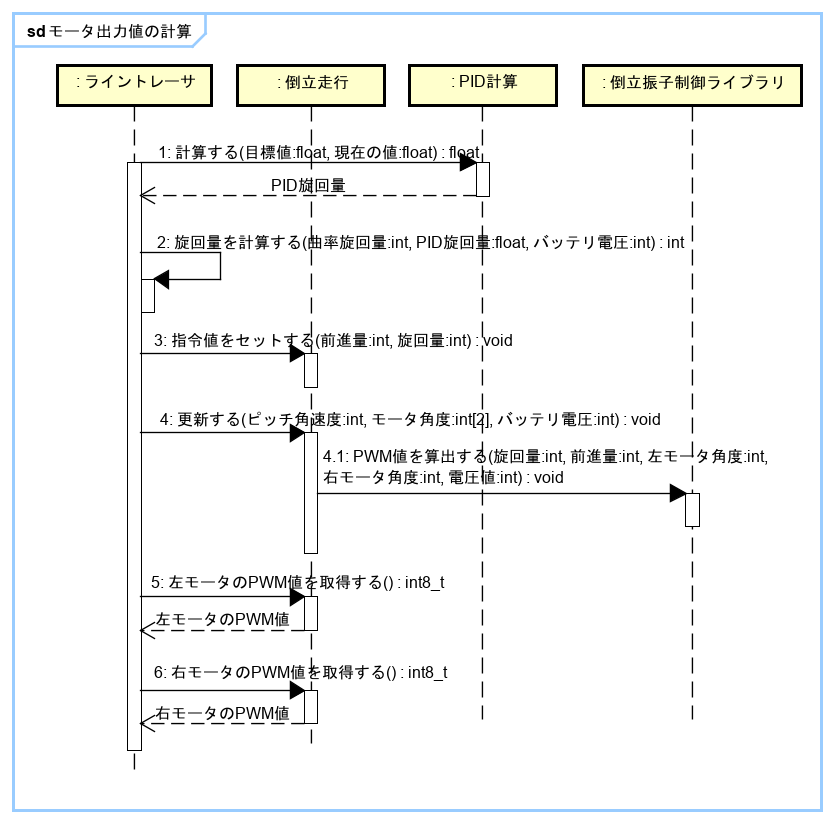 sd モータ出力値の計算
: ライントレーサ
: 倒立走行
: PID計算
: 倒立振子制御ライブラリ
1: 計算する(目標値:float, 現在の値:float) : float
PID旋回量
2: 旋回量を計算する(曲率旋回量:int, PID旋回量:float, バッテリ電圧:int) : int
3: 指令値をセットする(前進量:int, 旋回量:int) : void
4: 更新する(ピッチ角速度:int, モータ角度:int[2], バッテリ電圧:int) : void
4.1: PWM値を算出する(旋回量:int, 前進量:int, 左モータ角度:int,
右モータ角度:int, 電圧値:int) : void
5: 左モータのPWM値を取得する() : int8_t
左モータのPWM値
6: 右モータのPWM値を取得する() : int8_t
右モータのPWM値